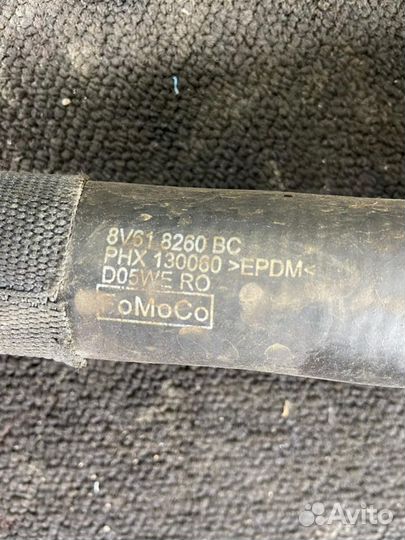 8V61 8260 BC
PHX 130060 >EPDM<
D05WE RO
FoMoCo
Avito